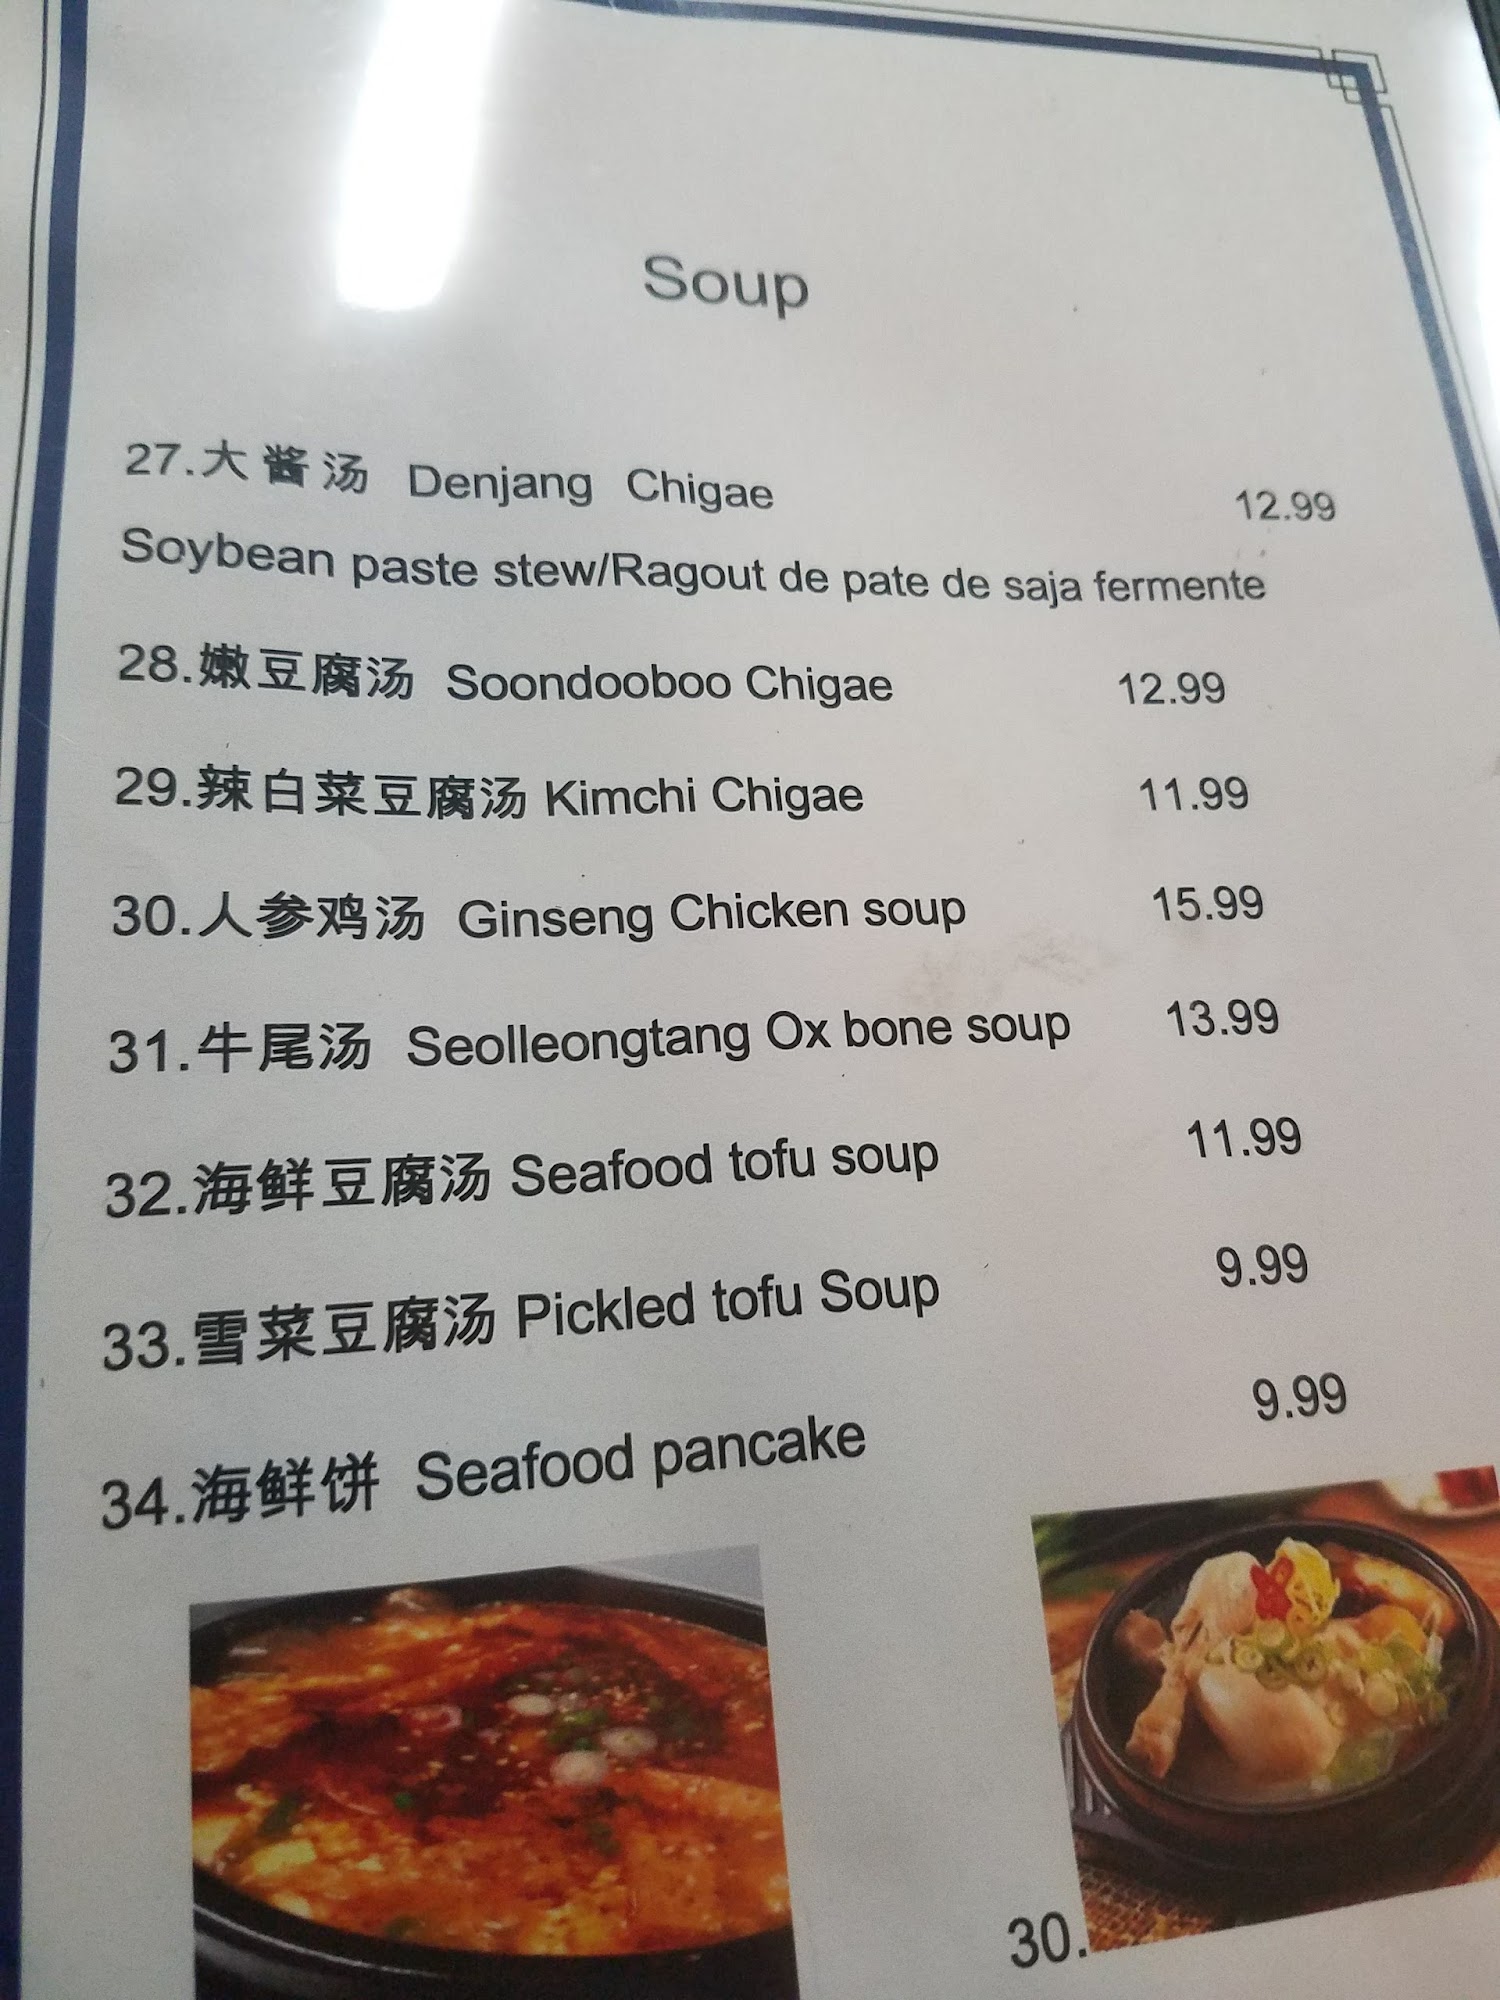 Soup
27.大酱汤 Denjang Chigae 12.99
Soybean paste stew/Ragout de pate de saja fermente
28.嫩豆腐汤 Soondooboo Chigae 12.99
29.辣白菜豆腐汤 Kimchi Chigae 11.99
30.人参鸡汤 Ginseng Chicken soup 15.99
31.牛尾汤 Seolleongtang Ox bone soup 13.99
32.海鲜豆腐汤 Seafood tofu soup 11.99
33.雪菜豆腐汤 Pickled tofu Soup 9.99
34.海鲜饼 Seafood pancake 9.99
30.